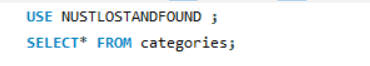 USE NUSTLOSTANDFOUND ;
SELECT* FROM categories;